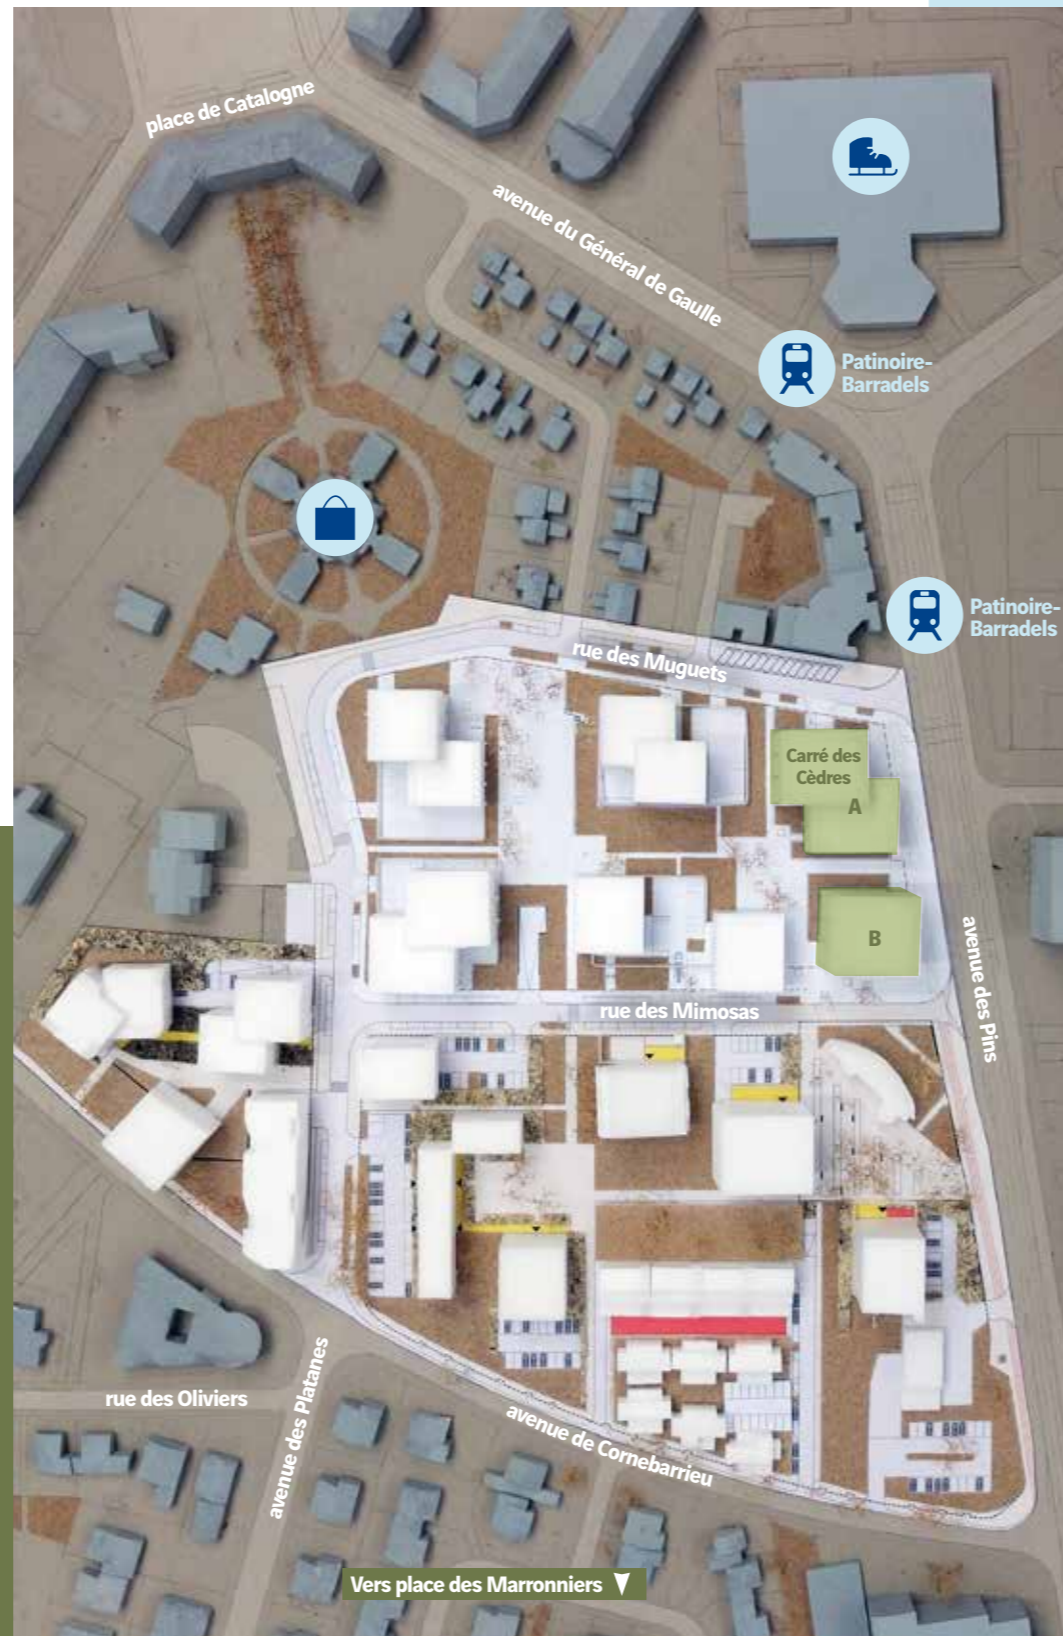 place de Catalogne
avenue du Général de Gaulle
Patinoire-
Barradels
Patinoire-
Barradels
rue des Muguets
Carré des
Cèdres
A
B
avenue des Pins
rue des Mimosas
rue des Oliviers
avenue des Platanes
avenue de Cornebarrieu
Vers place des Marronniers